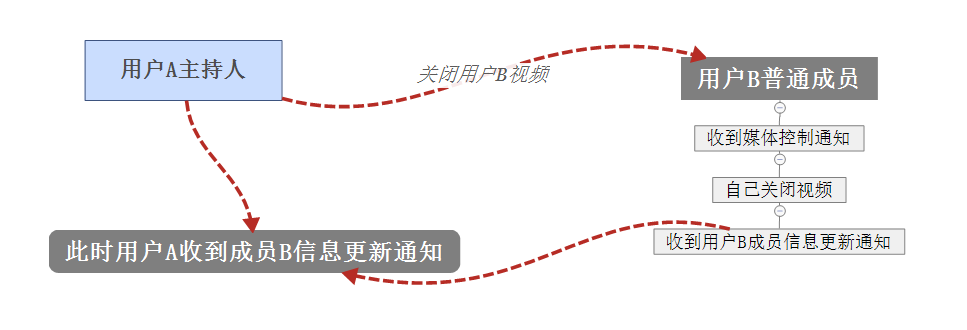 用户A主持人
关闭用户B视频
用户B普通成员
收到媒体控制通知
自己关闭视频
收到用户B成员信息更新通知
此时用户A收到成员B信息更新通知